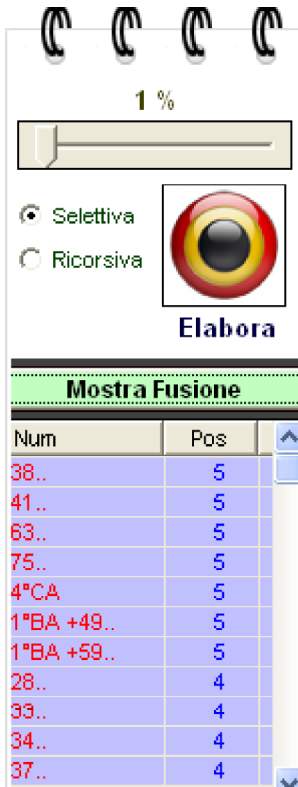 1 %
Selettiva
Ricorsiva
Elabora
Mostra Fusione
Num Pos
38.. 5
41.. 5
63.. 5
75.. 5
4°CA 5
1°BA +49.. 5
1°BA +59.. 5
28.. 4
33.. 4
34.. 4
37.. 4